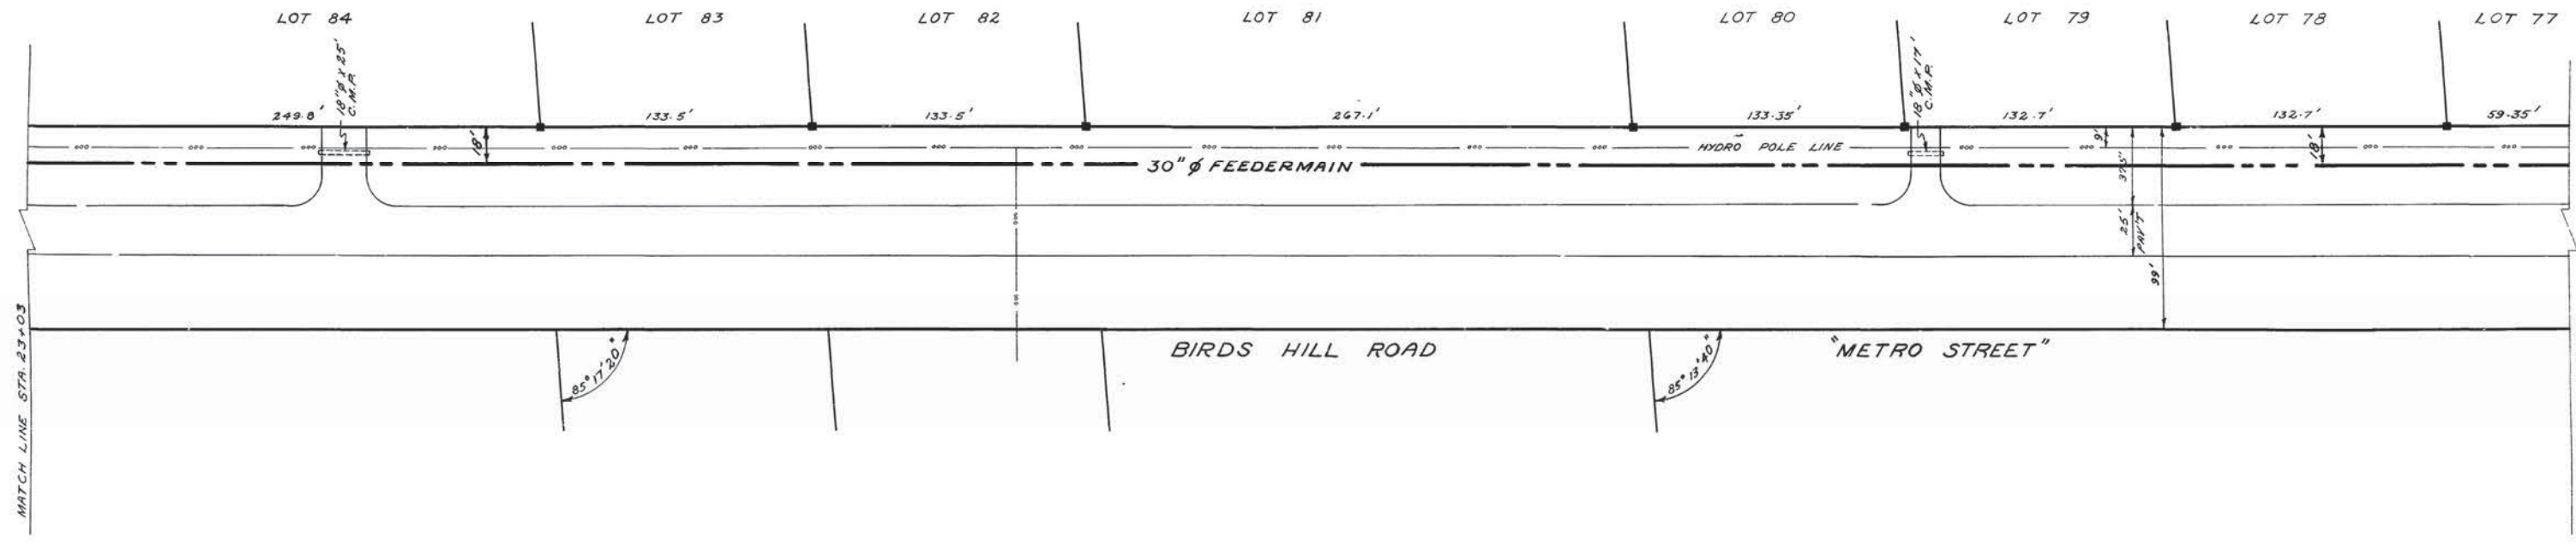 LOT 84
LOT 83
LOT 82
LOT 81
LOT 80
LOT 79
LOT 78
LOT 77
18"ø x 25'
C.M.P.
18"ø x 17'
C.M.P.
249.8'
133.5'
133.5'
267.1'
133.35'
132.7'
132.7'
59.35'
18'
HYDRO POLE LINE
9'
18'
30" ø FEEDERMAIN
37.5'
25'
PAV'T
99'
MATCH LINE STA. 23+03
BIRDS HILL ROAD
"METRO STREET"
85° 17' 20"
85° 13' 40"